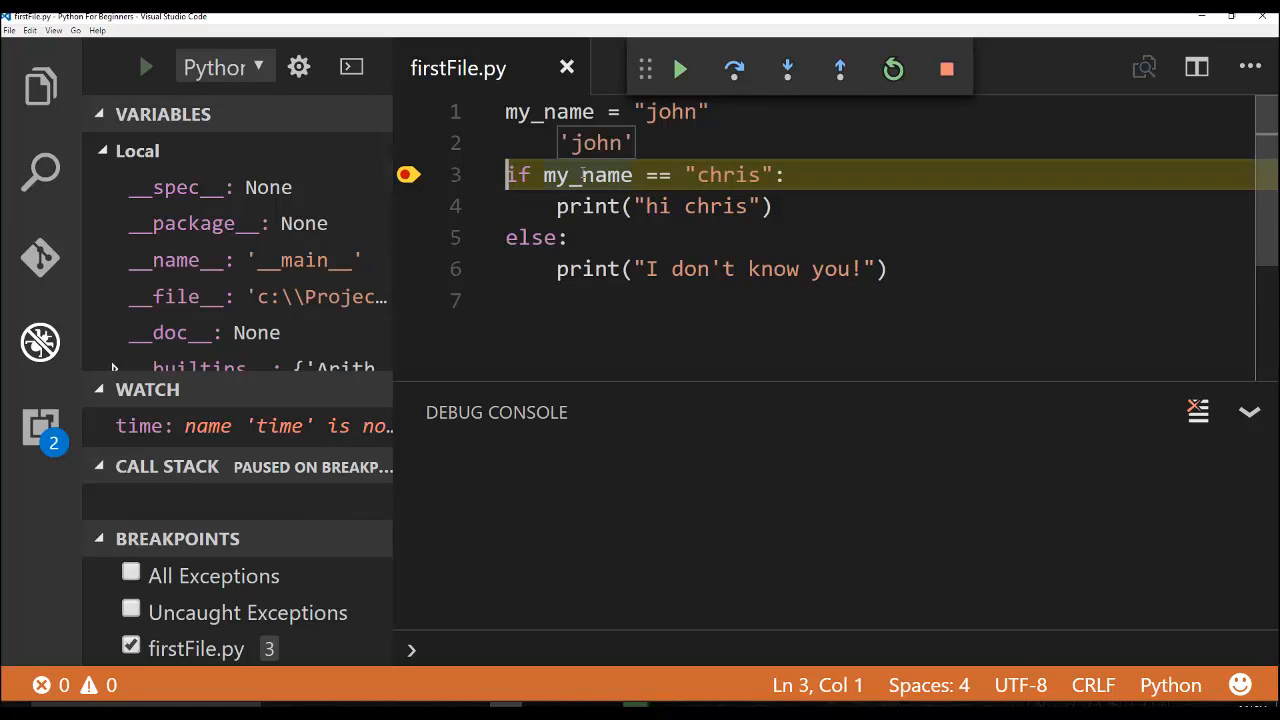 firstFile.py - Python For Beginners - Visual Studio Code
File Edit View Go Help
Python
firstFile.py
VARIABLES
Local
__spec__: None
__package__: None
__name__: '__main__'
__file__: 'c:\\Projec…
__doc__: None
__builtins__: {'Arith
WATCH
time: name 'time' is no…
CALL STACK PAUSED ON BREAKP…
BREAKPOINTS
All Exceptions
Uncaught Exceptions
firstFile.py 3
2
1 my_name = "john"
2 'john'
3 if my_name == "chris":
4 print("hi chris")
5 else:
6 print("I don't know you!")
7
DEBUG CONSOLE
0 0 Ln 3, Col 1 Spaces: 4 UTF-8 CRLF Python